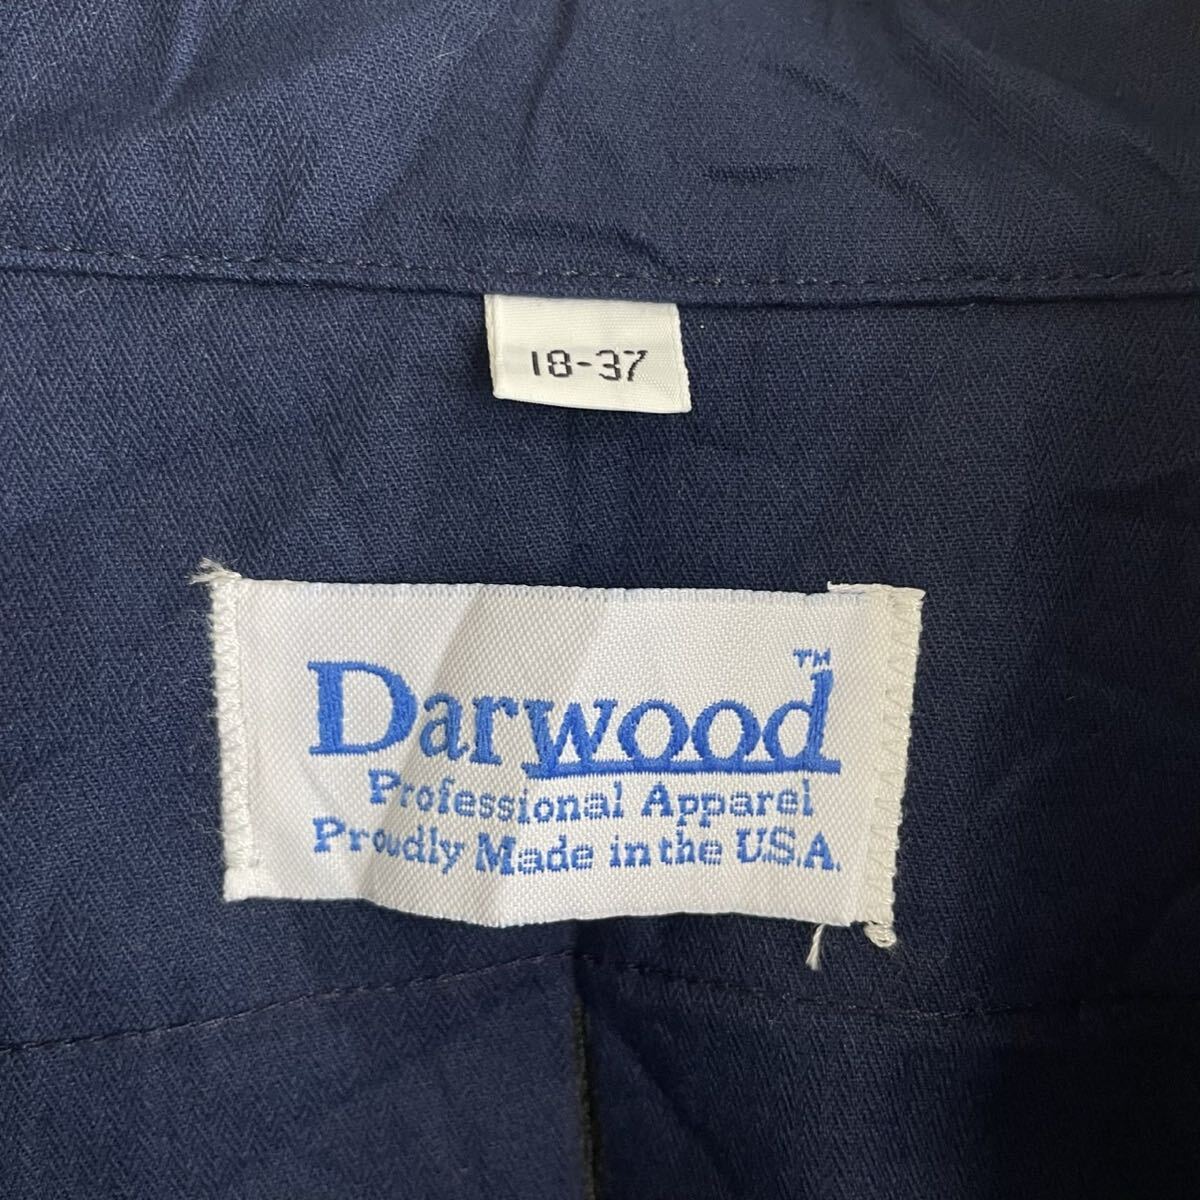 18-37
Darwood™
Professional Apparel
Proudly Made in the U.S.A.